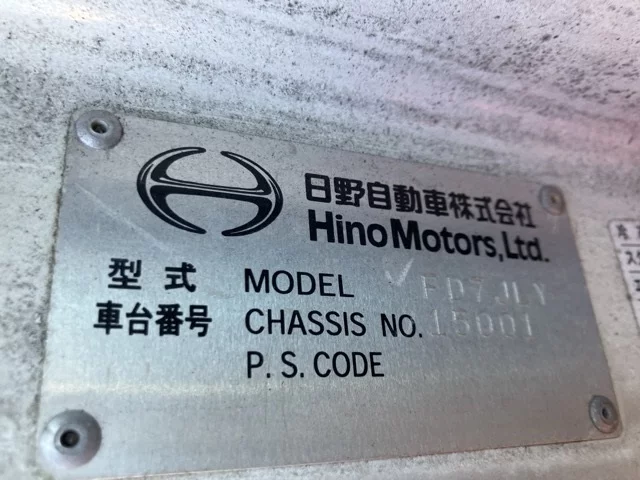 日野自動車株式会社
Hino Motors, Ltd.
型式 MODEL FD7JLY
車台番号 CHASSIS NO. 15001
P. S. CODE